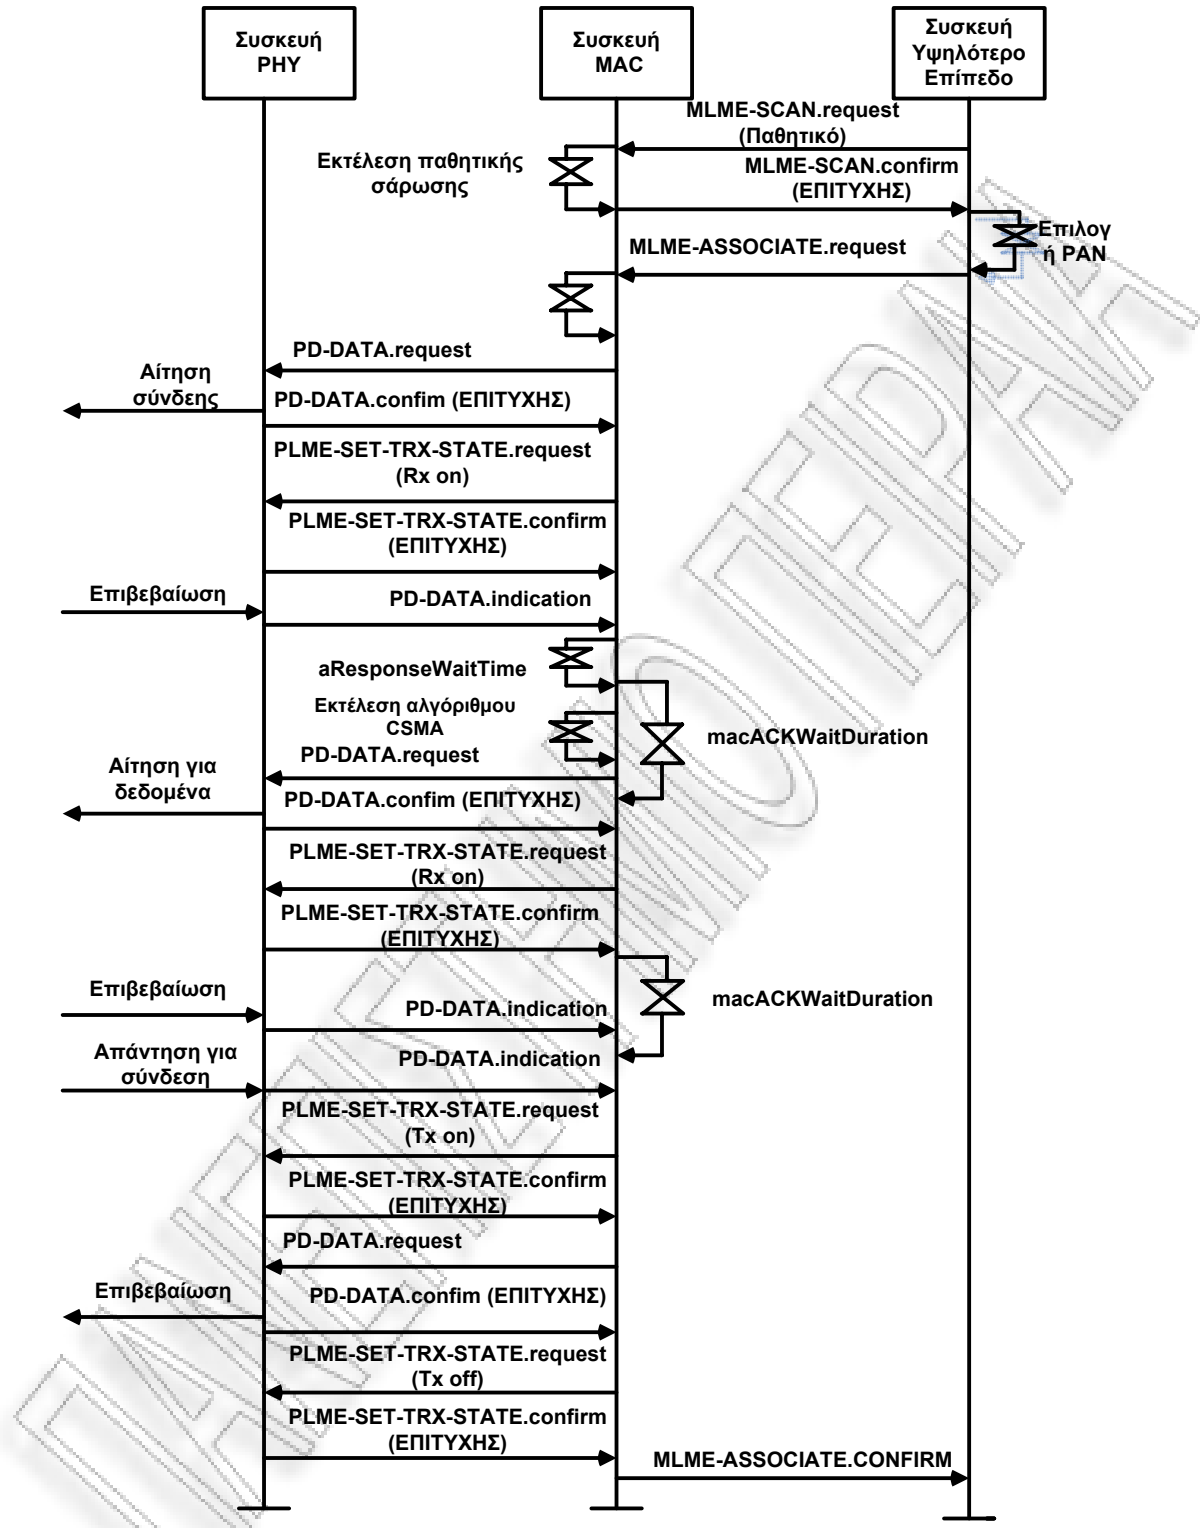 Συσκευή
PHY
Συσκευή
MAC
Συσκευή
Υψηλότερο
Επίπεδο
MLME-SCAN.request
(Παθητικό)
Εκτέλεση παθητικής
σάρωσης
MLME-SCAN.confirm
(ΕΠΙΤΥΧΗΣ)
Επιλογ
ή PAN
MLME-ASSOCIATE.request
PD-DATA.request
Αίτηση
σύνδεης
PD-DATA.confim (ΕΠΙΤΥΧΗΣ)
PLME-SET-TRX-STATE.request
(Rx on)
PLME-SET-TRX-STATE.confirm
(ΕΠΙΤΥΧΗΣ)
Επιβεβαίωση
PD-DATA.indication
aResponseWaitTime
Εκτέλεση αλγόριθμου
CSMA
macACKWaitDuration
PD-DATA.request
Αίτηση για
δεδομένα
PD-DATA.confim (ΕΠΙΤΥΧΗΣ)
PLME-SET-TRX-STATE.request
(Rx on)
PLME-SET-TRX-STATE.confirm
(ΕΠΙΤΥΧΗΣ)
Επιβεβαίωση
PD-DATA.indication
macACKWaitDuration
Απάντηση για
σύνδεση
PD-DATA.indication
PLME-SET-TRX-STATE.request
(Tx on)
PLME-SET-TRX-STATE.confirm
(ΕΠΙΤΥΧΗΣ)
PD-DATA.request
Επιβεβαίωση
PD-DATA.confim (ΕΠΙΤΥΧΗΣ)
PLME-SET-TRX-STATE.request
(Tx off)
PLME-SET-TRX-STATE.confirm
(ΕΠΙΤΥΧΗΣ)
MLME-ASSOCIATE.CONFIRM